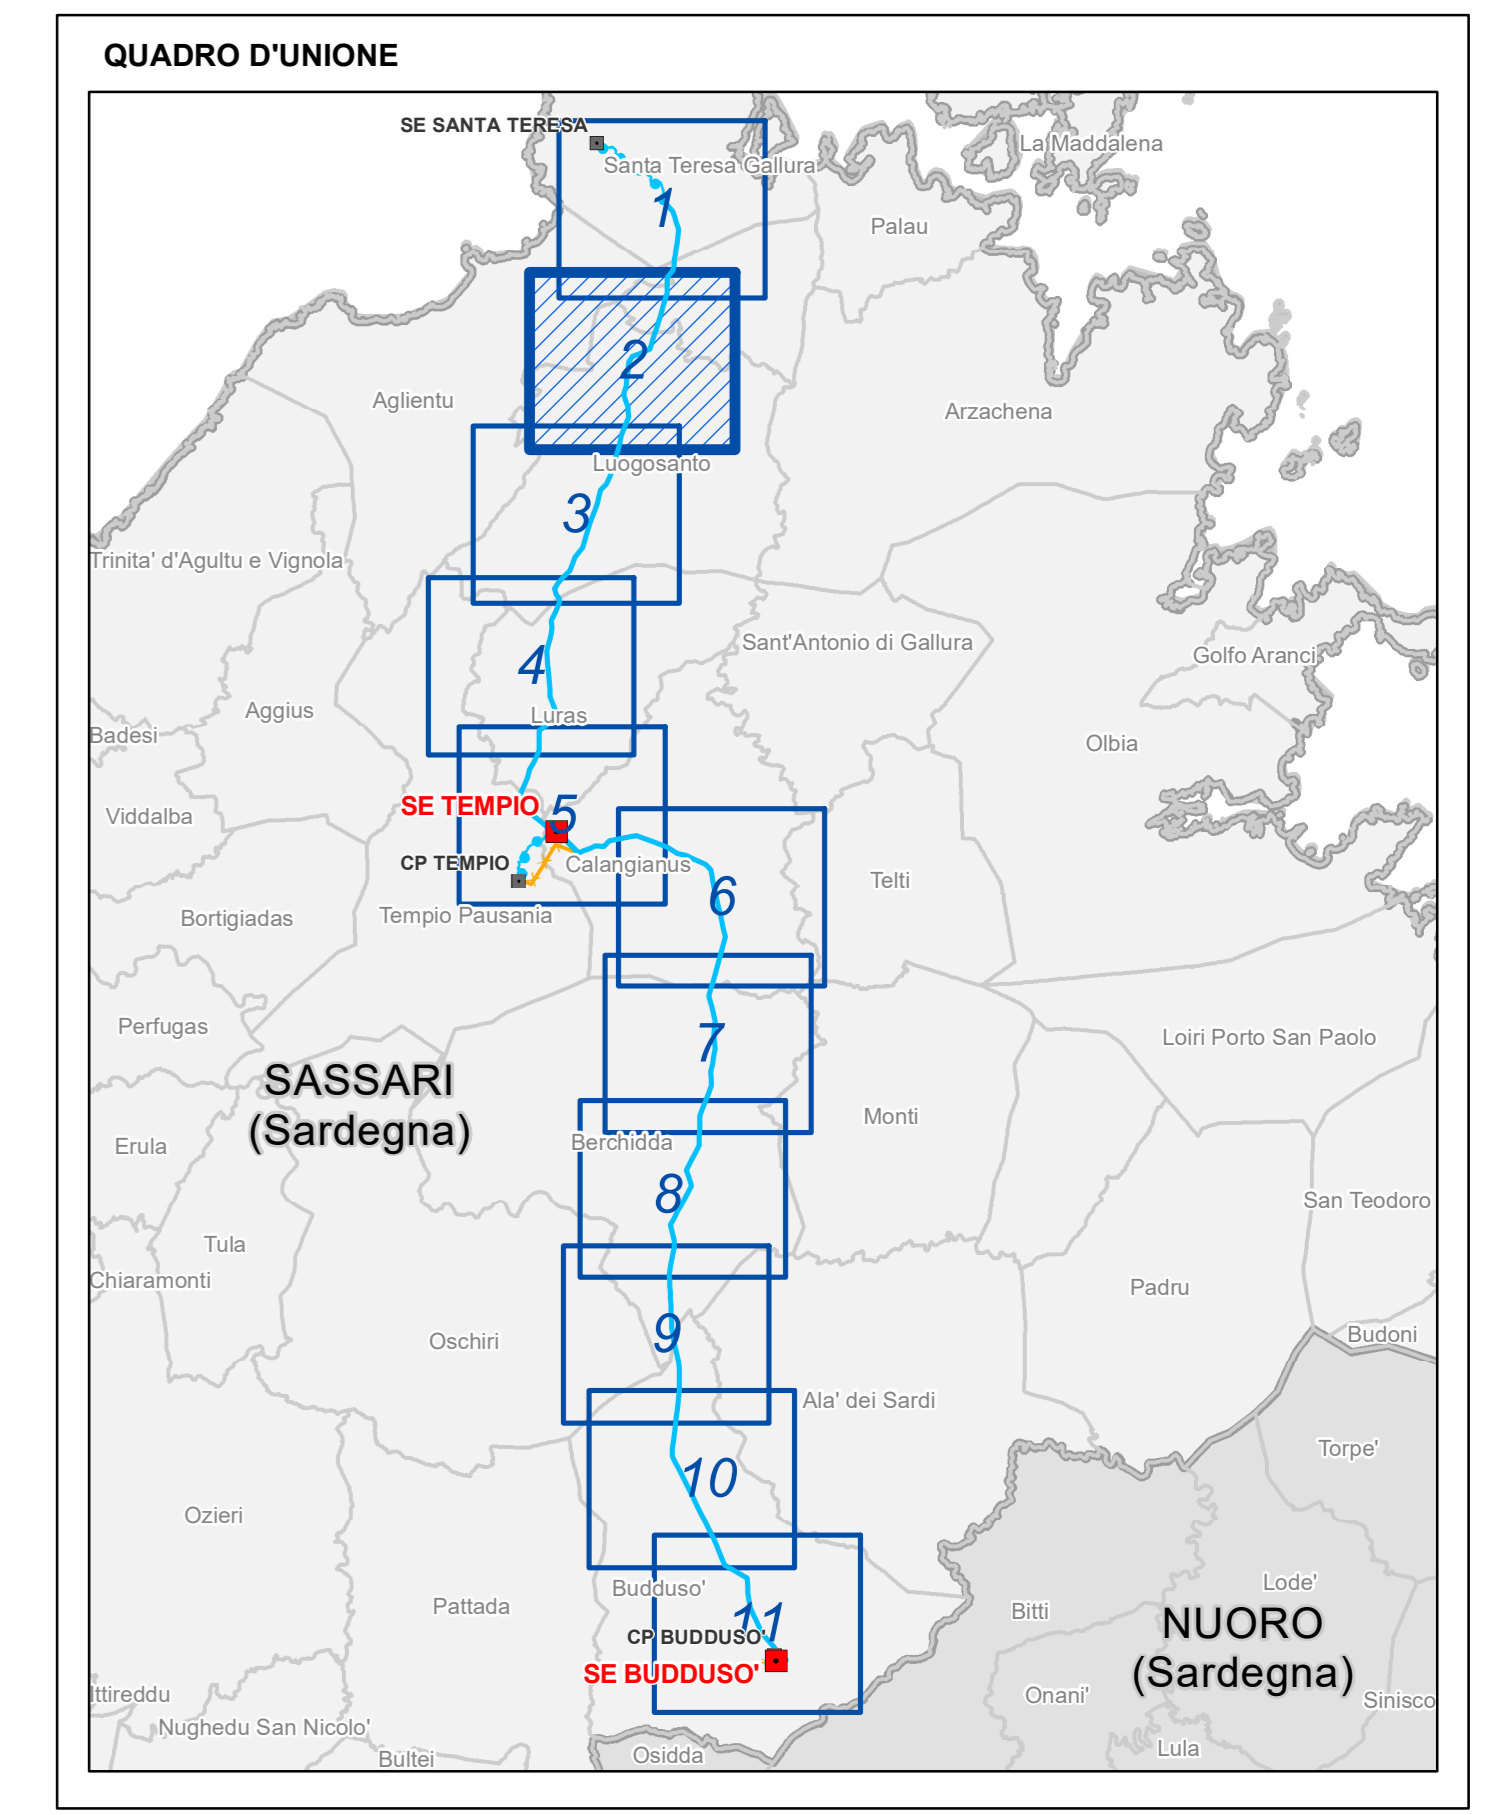 QUADRO D'UNIONE
SE SANTA TERESA
La Maddalena
Santa Teresa Gallura
1
Palau
2
Aglientu
Arzachena
Luogosanto
3
Trinita' d'Agultu e Vignola
Sant'Antonio di Gallura
Golfo Aranci
4
Aggius
Luras
Badesi
Olbia
SE TEMPIO
5
Viddalba
CP TEMPIO
Calangianus
Telti
6
Bortigiadas
Tempio Pausania
Perfugas
Loiri Porto San Paolo
7
SASSARI
(Sardegna)
Monti
Erula
Berchidda
8
San Teodoro
Tula
Chiaramonti
Padru
9
Oschiri
Budoni
Ala' dei Sardi
Torpe'
10
Ozieri
Lode'
Budduso'
Pattada
Bitti
11
NUORO
(Sardegna)
CP BUDDUSO'
SE BUDDUSO'
Ittireddu
Onani'
Sinisco
Nughedu San Nicolo'
Bultei
Osidda
Lula